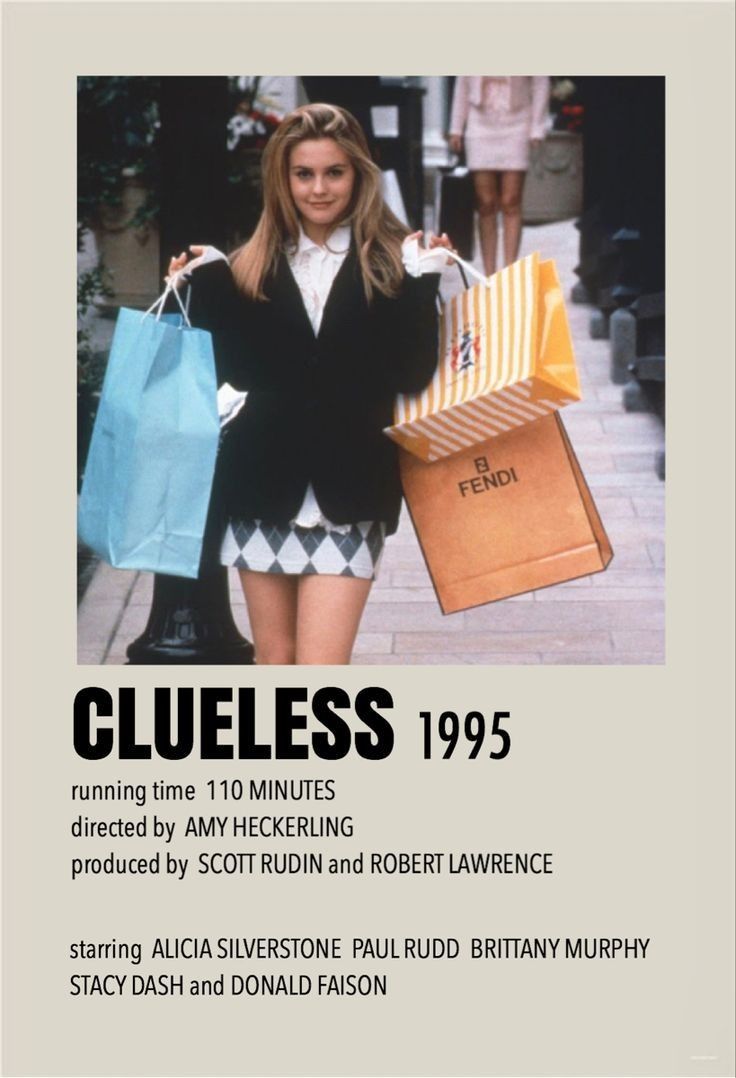 FENDI
CLUELESS 1995
running time 110 MINUTES
directed by AMY HECKERLING
produced by SCOTT RUDIN and ROBERT LAWRENCE
starring ALICIA SILVERSTONE PAUL RUDD BRITTANY MURPHY
STACY DASH and DONALD FAISON